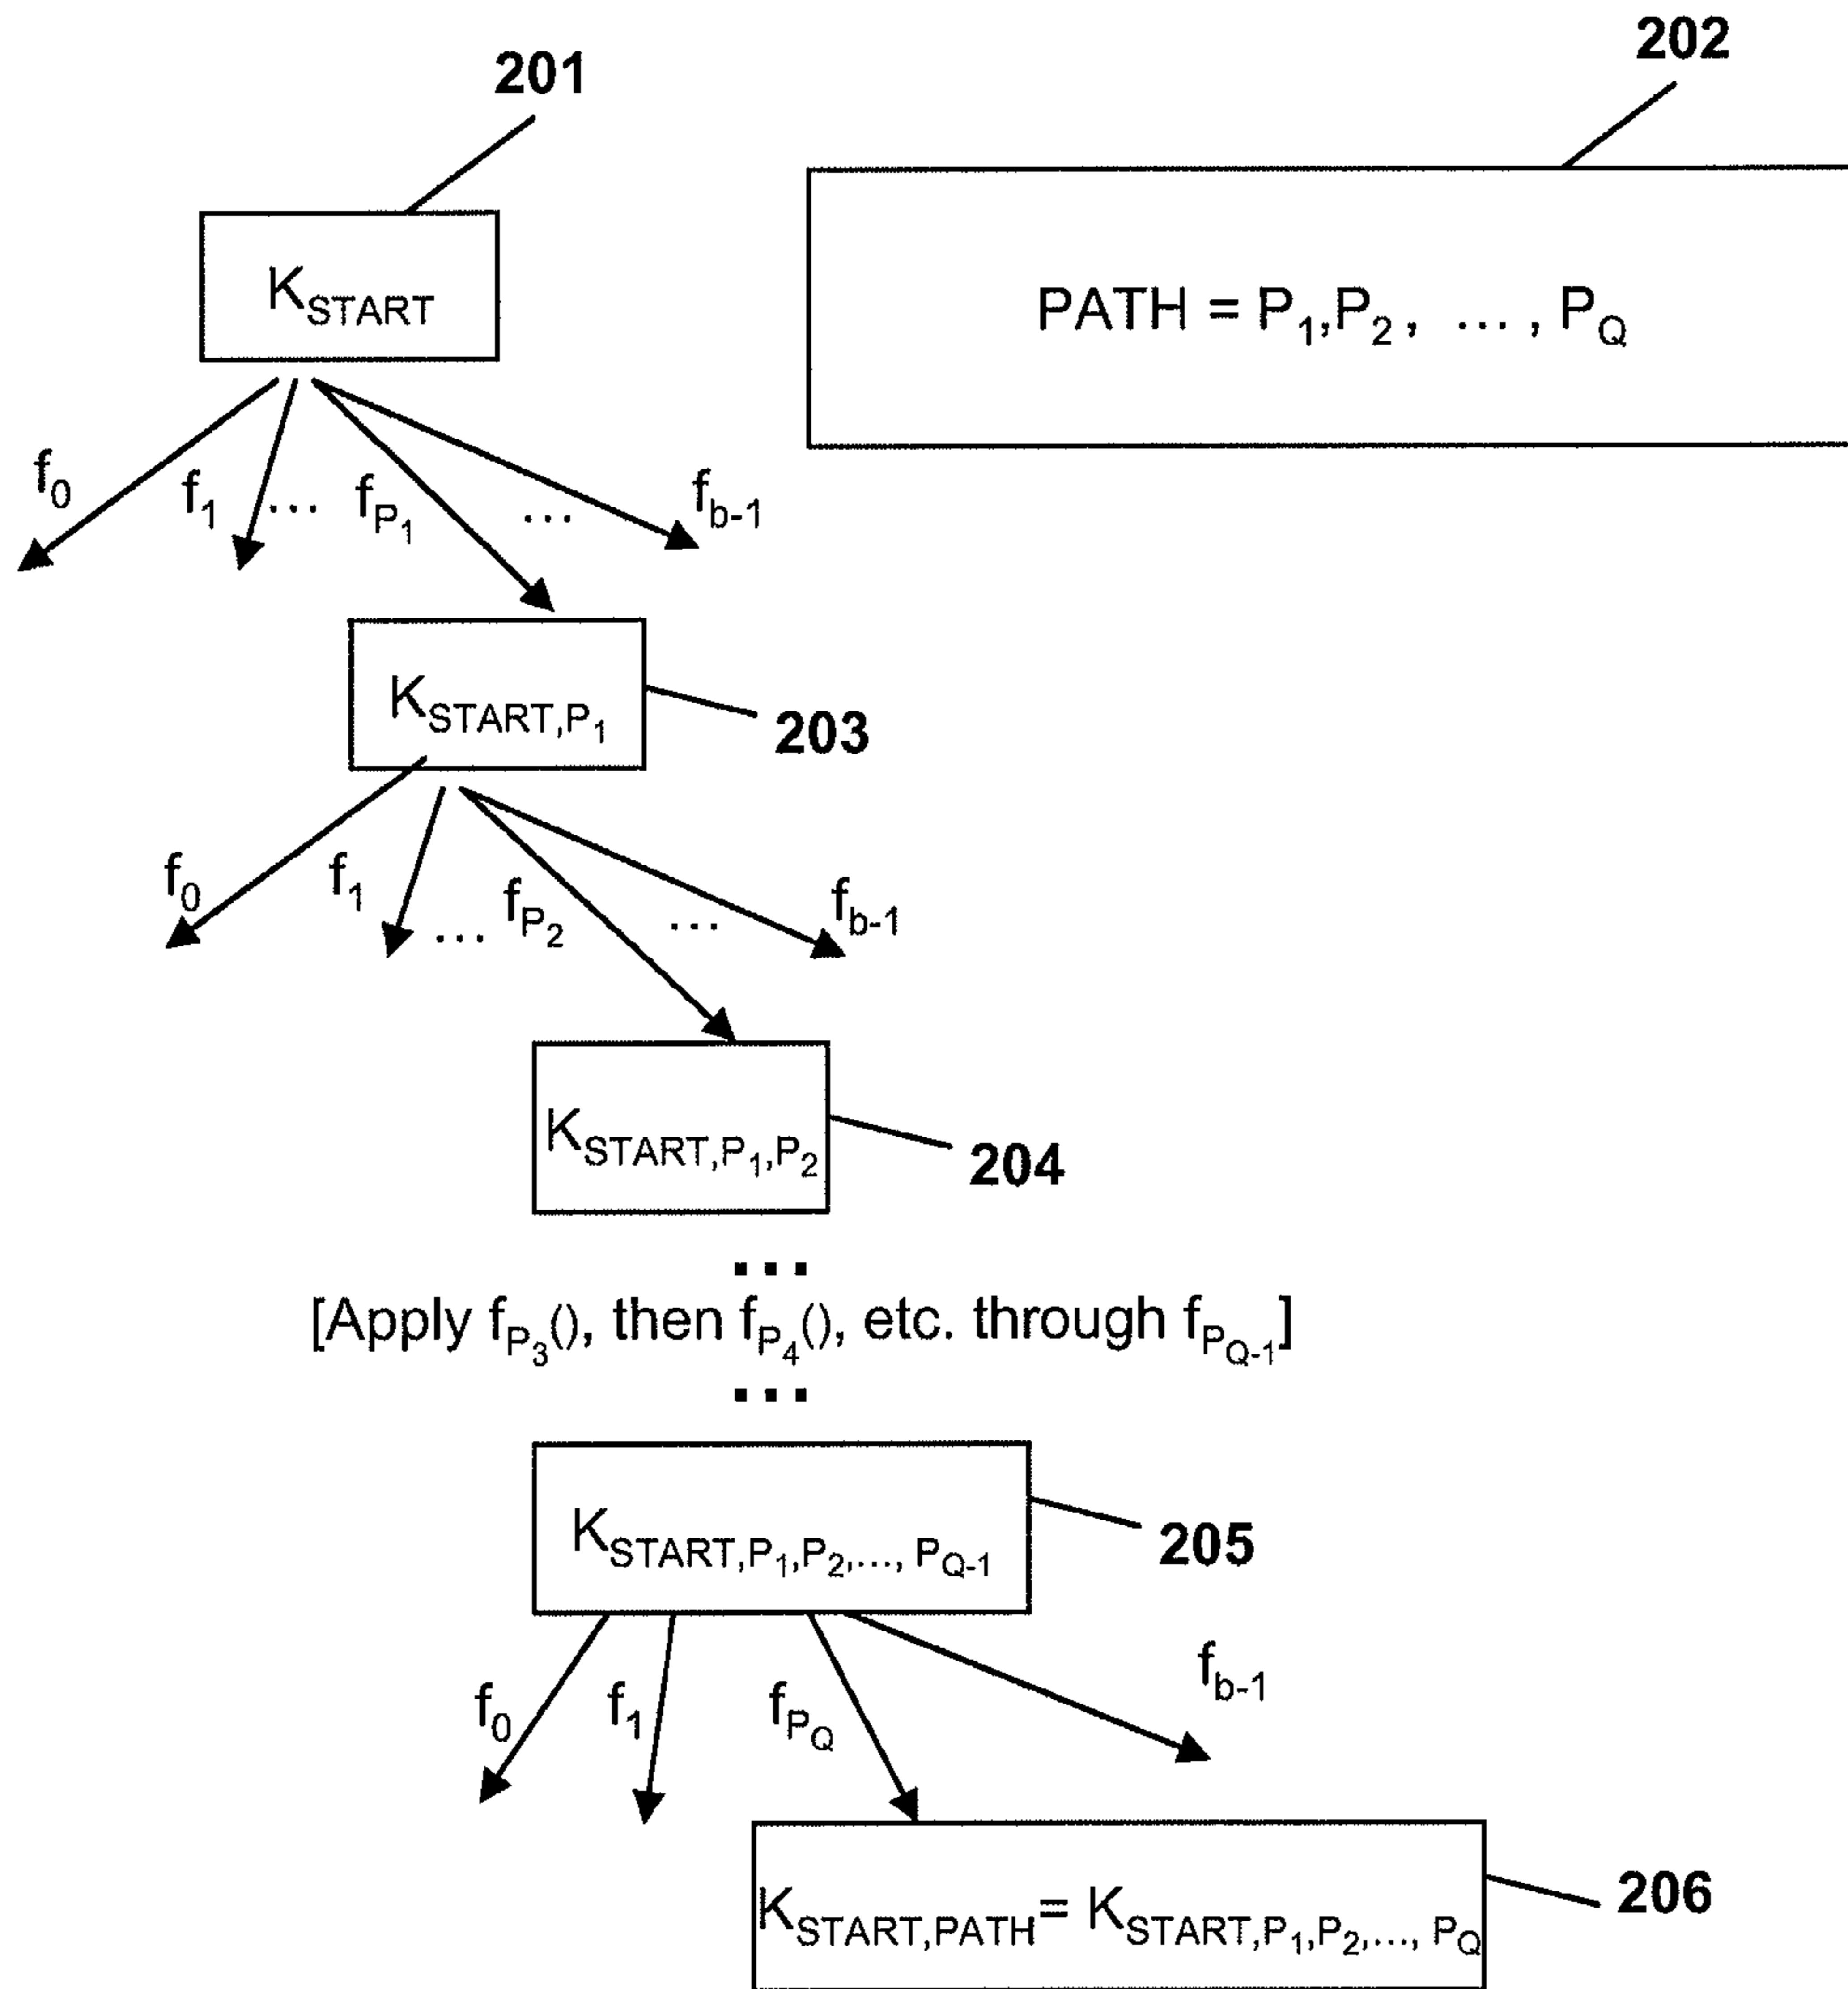 201
202
K_START
PATH = P_1,P_2, ..., P_Q
f_0 f_1 ... f_P_1 ... f_b-1
K_START,P_1
203
f_0 f_1 ... f_P_2 ... f_b-1
K_START,P_1,P_2
204
...
[Apply f_P_3(), then f_P_4(), etc. through f_P_Q-1]
...
K_START,P_1,P_2,..., P_Q-1
205
f_0 f_1 f_P_Q f_b-1
K_START,PATH = K_START,P_1,P_2,..., P_Q
206